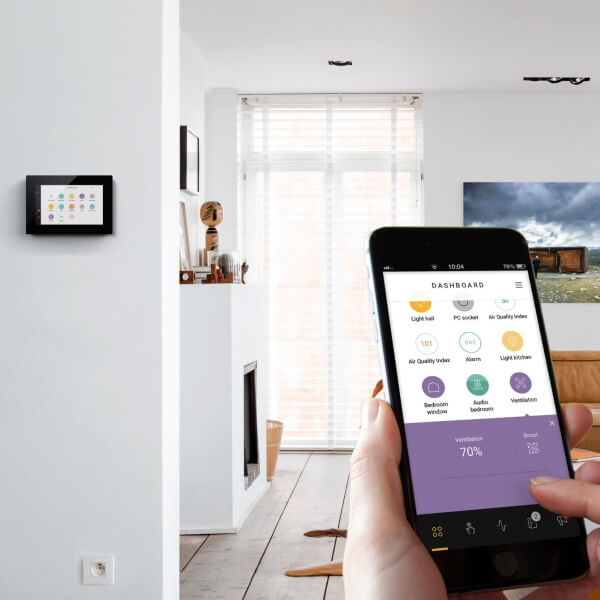 10:04
79%
DASHBOARD
Light hall
PC socket
Air Quality Index
101
Air Quality Index
Alarm
Light kitchen
Bedroom
window
Audio
bedroom
Ventilation
Ventilation
70%
Boost